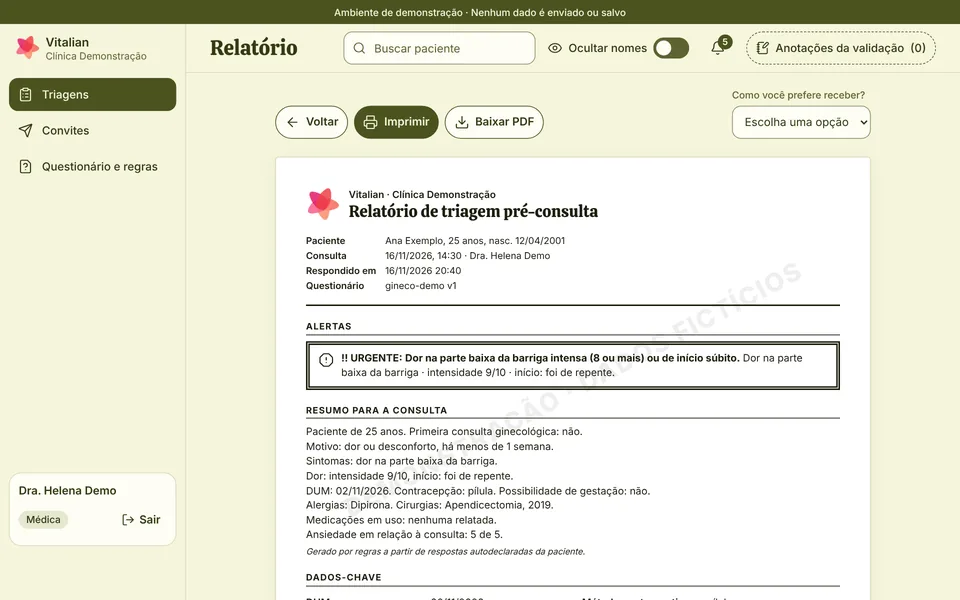 Ambiente de demonstração · Nenhum dado é enviado ou salvo
Vitalian
Clínica Demonstração
Relatório
Buscar paciente
Ocultar nomes
5
Anotações da validação (0)
Triagens
Convites
Questionário e regras
Voltar
Imprimir
Baixar PDF
Como você prefere receber?
Escolha uma opção
Vitalian · Clínica Demonstração
Relatório de triagem pré-consulta
Paciente Ana Exemplo, 25 anos, nasc. 12/04/2001
Consulta 16/11/2026, 14:30 · Dra. Helena Demo
Respondido em 16/11/2026 20:40
Questionário gineco-demo v1
ALERTAS
!! URGENTE: Dor na parte baixa da barriga intensa (8 ou mais) ou de início súbito. Dor na parte
baixa da barriga · intensidade 9/10 · início: foi de repente.
RESUMO PARA A CONSULTA
Paciente de 25 anos. Primeira consulta ginecológica: não.
Motivo: dor ou desconforto, há menos de 1 semana.
Sintomas: dor na parte baixa da barriga.
Dor: intensidade 9/10, início: foi de repente.
DUM: 02/11/2026. Contracepção: pílula. Possibilidade de gestação: não.
Alergias: Dipirona. Cirurgias: Apendicectomia, 2019.
Medicações em uso: nenhuma relatada.
Ansiedade em relação à consulta: 5 de 5.
Gerado por regras a partir de respostas autodeclaradas da paciente.
DADOS-CHAVE
DEMONSTRAÇÃO · DADOS FICTÍCIOS
Dra. Helena Demo
Médica
Sair